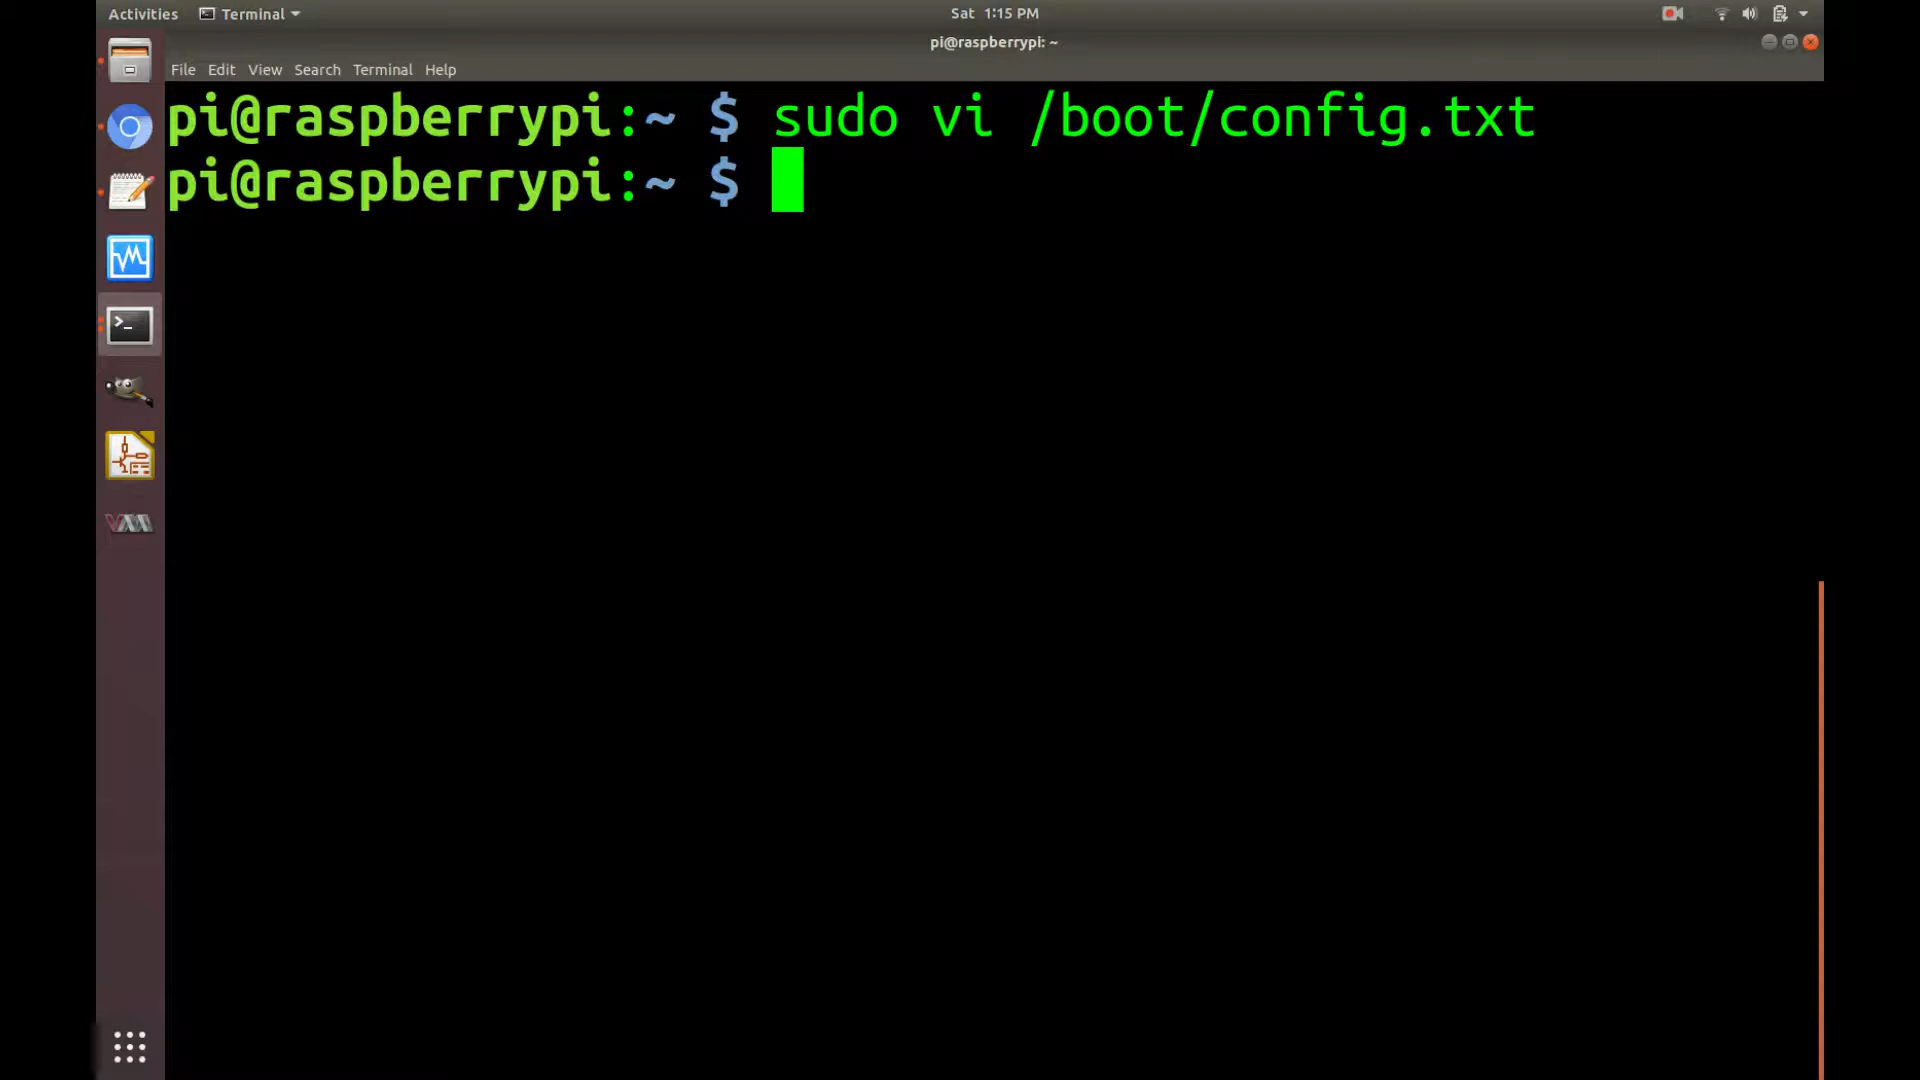 Activities Terminal Sat 1:15 PM
pi@raspberrypi: ~
File Edit View Search Terminal Help
pi@raspberrypi:~ $ sudo vi /boot/config.txt
pi@raspberrypi:~ $